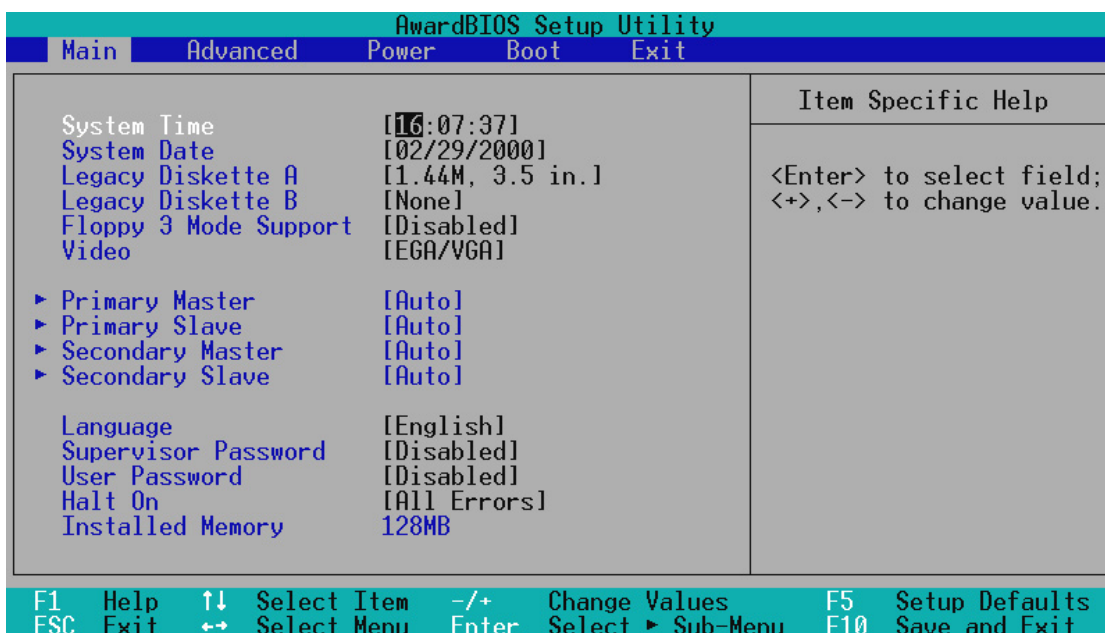 AwardBIOS Setup Utility
Main Advanced Power Boot Exit
Item Specific Help
System Time [16:07:37]
System Date [02/29/2000]
Legacy Diskette A [1.44M, 3.5 in.]
Legacy Diskette B [None]
Floppy 3 Mode Support [Disabled]
Video [EGA/VGA]
<Enter> to select field;
<+>,<-> to change value.
▶ Primary Master [Auto]
▶ Primary Slave [Auto]
▶ Secondary Master [Auto]
▶ Secondary Slave [Auto]
Language [English]
Supervisor Password [Disabled]
User Password [Disabled]
Halt On [All Errors]
Installed Memory 128MB
F1 Help ↑↓ Select Item -/+ Change Values F5 Setup Defaults
ESC Exit ←→ Select Menu Enter Select ▶ Sub-Menu F10 Save and Exit